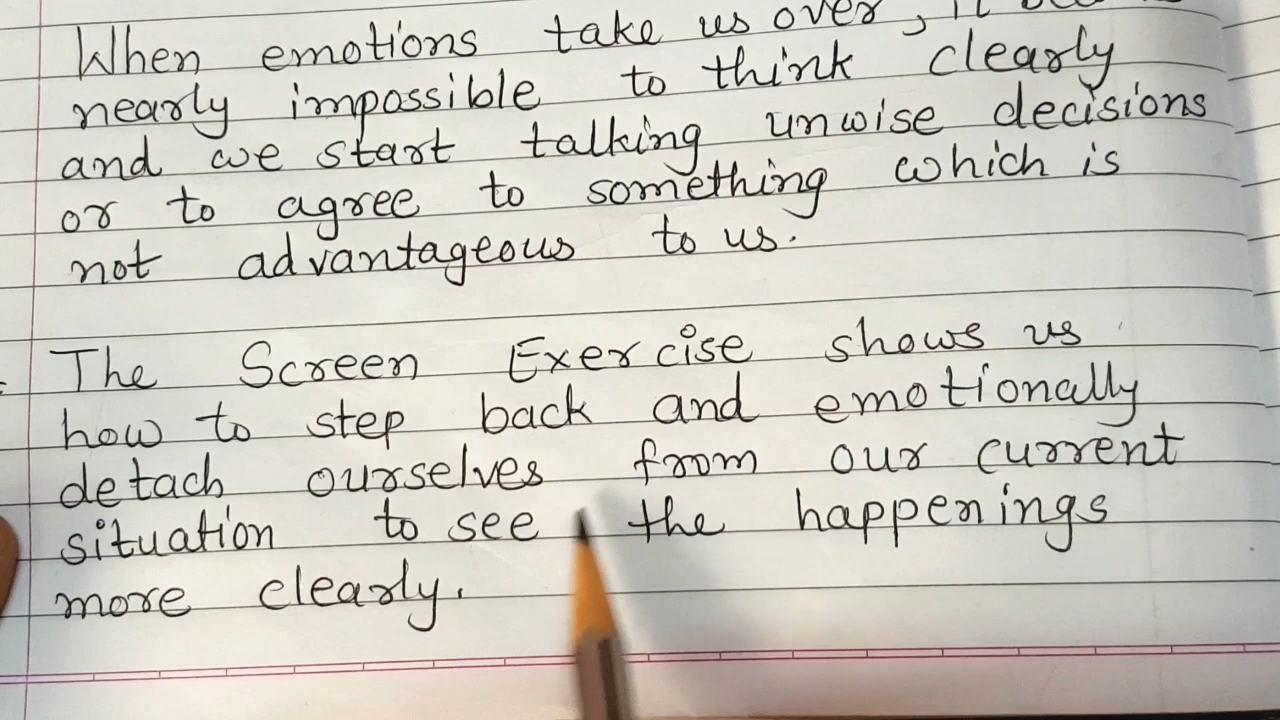 When emotions take us over, it
nearly impossible to think clearly
and we start talking unwise decisions
or to agree to something which is
not advantageous to us.
The Screen Exercise shows us
how to step back and emotionally
detach ourselves from our current
situation to see the happenings
more clearly.